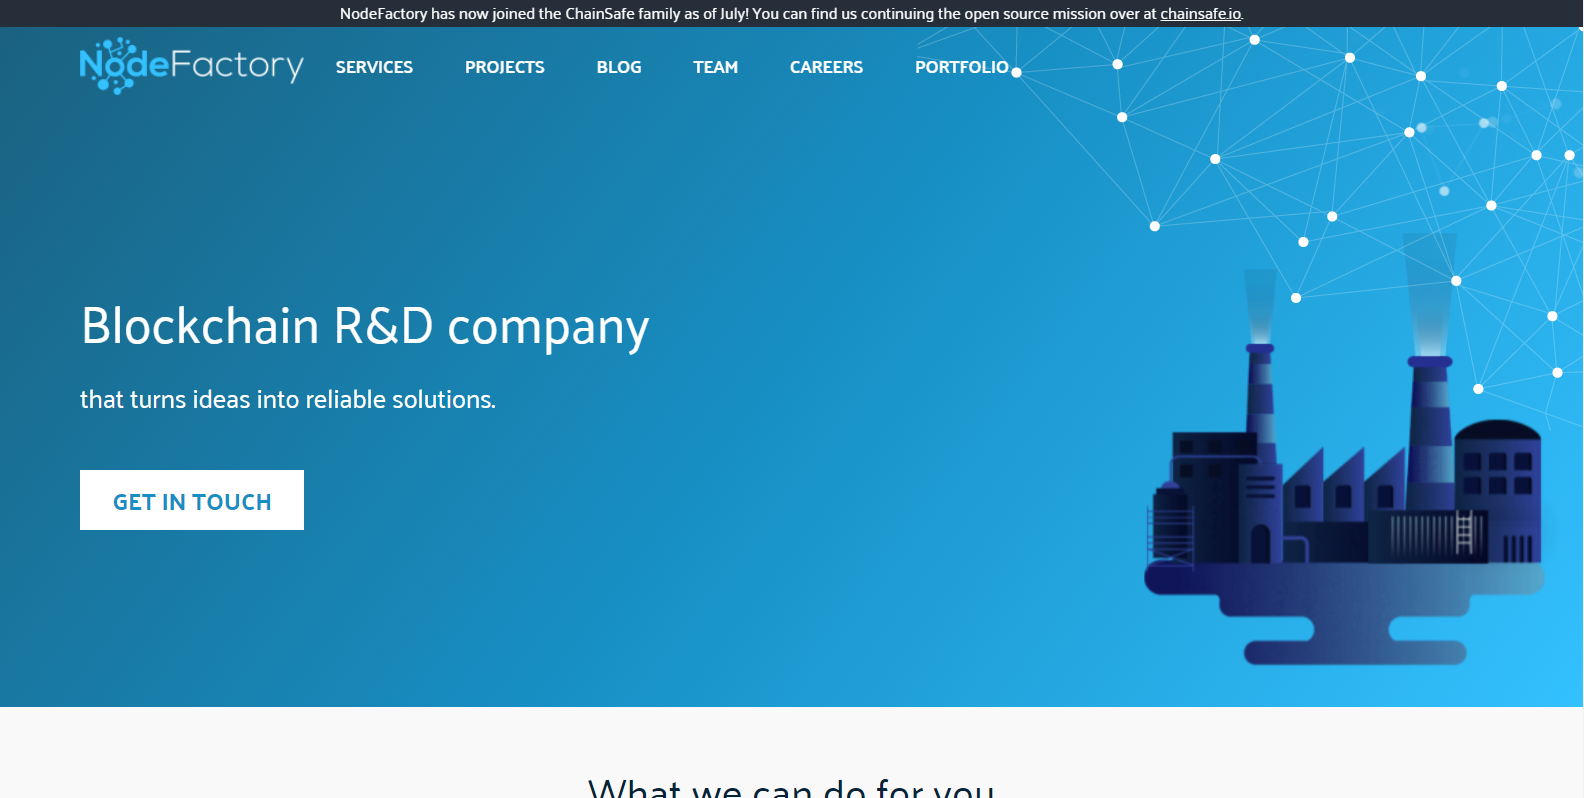 NodeFactory has now joined the ChainSafe family as of July! You can find us continuing the open source mission over at chainsafe.io.
NodeFactory SERVICES PROJECTS BLOG TEAM CAREERS PORTFOLIO
Blockchain R&D company
that turns ideas into reliable solutions.
GET IN TOUCH
What we can do for you